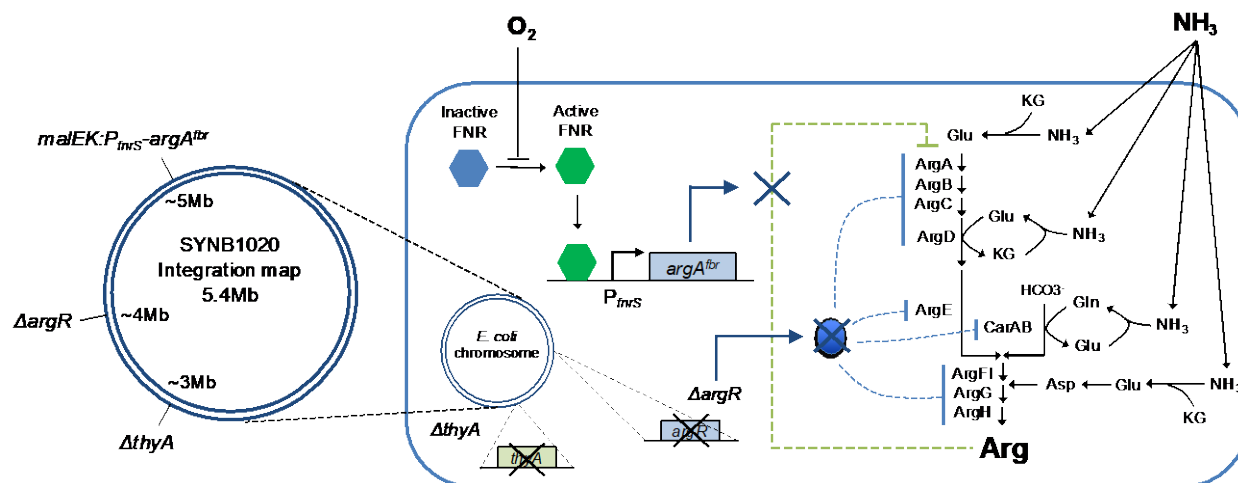 O₂
NH₃
Inactive
FNR
Active
FNR
malEK:PfnrS-argAfbr
~5Mb
SYNB1020
Integration map
5.4Mb
ΔargR
~4Mb
~3Mb
ΔthyA
E. coli
chromosome
ΔthyA
thyA
argR
ΔargR
PfnrS
argAfbr
KG
Glu
NH₃
ArgA
ArgB
ArgC
ArgD
Glu
KG
NH₃
ArgE
HCO3⁻
CarAB
Gln
Glu
NH₃
ArgFI
ArgG
ArgH
Asp
Glu
NH₃
KG
Arg